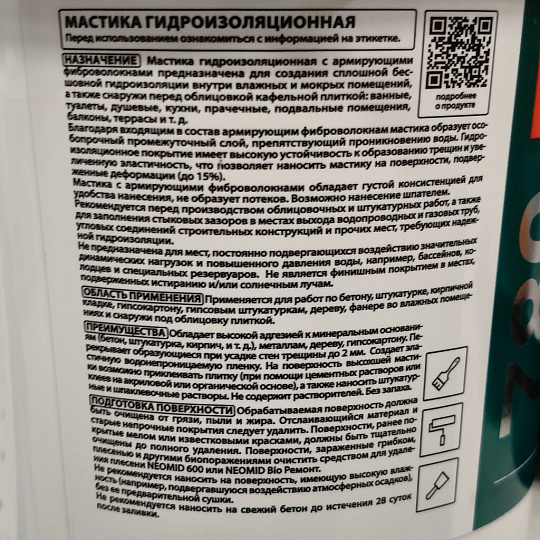 МАСТИКА ГИДРОИЗОЛЯЦИОННАЯ
Перед использованием ознакомиться с информацией на этикетке.
НАЗНАЧЕНИЕ Мастика гидроизоляционная с армирующими
фиброволокнами предназначена для создания сплошной бес-
шовной гидроизоляции внутри влажных и мокрых помещений,
а также снаружи перед облицовкой кафельной плиткой: ванные,
туалеты, душевые, кухни, прачечные, подвальные помещения,
балконы, террасы и т. д.
Благодаря входящим в состав армирующим фиброволокнам мастика образует осо-
бопрочный промежуточный слой, препятствующий проникновению воды. Гидро-
изоляционное покрытие имеет высокую устойчивость к образованию трещин и уве-
личенную эластичность, что позволяет наносить мастику на поверхности, подвер-
женные деформации (до 15%).
Мастика с армирующими фиброволокнами обладает густой консистенцией для
удобства нанесения, не образует потеков. Возможно нанесение шпателем.
Рекомендуется перед производством облицовочных и штукатурных работ, а также
для заполнения стыковых зазоров в местах выхода водопроводных и газовых труб,
угловых соединений строительных конструкций и прочих мест, требующих надеж-
ной гидроизоляции.
Не предназначена для мест, постоянно подвергающихся воздействию значительных
динамических нагрузок и повышенного давления воды, например, бассейнов, ко-
лодцев и специальных резервуаров. Не является финишным покрытием в местах,
подверженных истиранию и/или солнечным лучам.
ОБЛАСТЬ ПРИМЕНЕНИЯ Применяется для работ по бетону, штукатурке, кирпичной
кладке, гипсокартону, гипсовым штукатуркам, дереву, фанере во влажных помеще-
ниях и снаружи под облицовку плиткой.
ПРЕИМУЩЕСТВА Обладает высокой адгезией к минеральным основани-
ям (бетон, штукатурка, кирпич, и т. д.), металлам, дереву, гипсокартону. Пе-
рекрывает образующиеся при усадке стен трещины до 2 мм. Создает эла-
стичную водонепроницаемую пленку. На поверхность высохшей масти-
ки возможно приклеивать плитку (при помощи цементных растворов или
клеев на акриловой или органической основе), а также наносить штукатур-
ные и шпаклевочные растворы. Не содержит растворителей. Без запаха.
ПОДГОТОВКА ПОВЕРХНОСТИ Обрабатываемая поверхность должна
быть очищена от грязи, пыли и жира. Отслаивающийся материал и
старые непрочные покрытия следует удалить. Поверхности, ранее по-
крытые мелом или известковыми красками, должны быть тщательно
очищены до полного удаления. Поверхности, зараженные грибком,
плесенью и другими биопоражениями очистить средством для удале-
ния плесени NEOMID 600 или NEOMID Bio Ремонт.
Не рекомендуется наносить на поверхность, имеющую высокую влаж-
ность (например, подвергавшуюся воздействию атмосферных осадков),
без ее предварительной сушки.
Не рекомендуется наносить на свежий бетон до истечения 28 суток
после заливки.
подробнее
о продукте